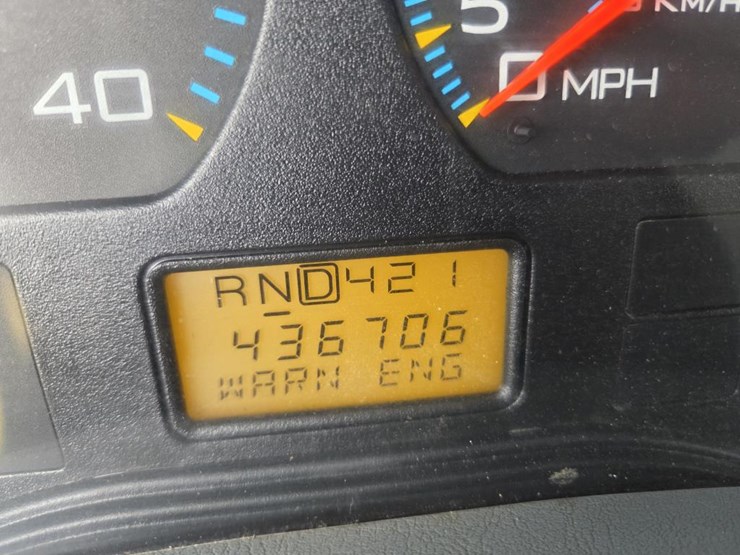 5 KM/H
40 0 MPH
RND421
436706
WARN ENG